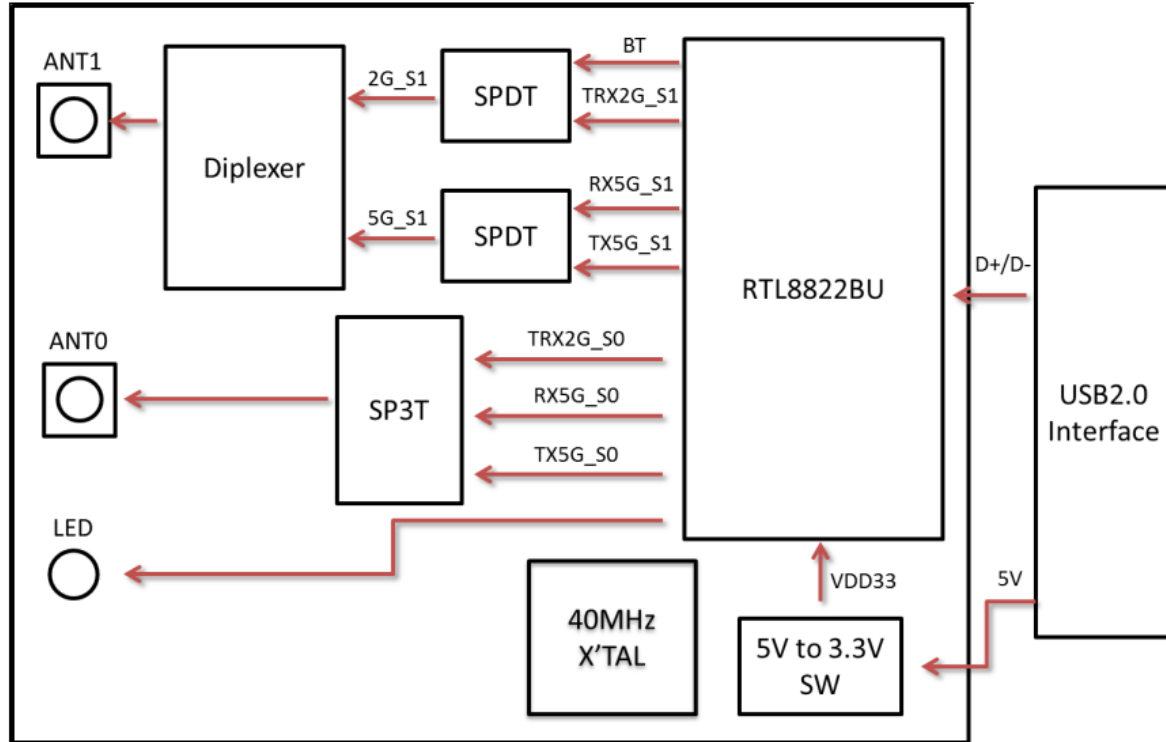 ANT1
Diplexer
2G_S1
5G_S1
SPDT
SPDT
BT
TRX2G_S1
RX5G_S1
TX5G_S1
RTL8822BU
D+/D-
USB2.0
Interface
ANT0
SP3T
TRX2G_S0
RX5G_S0
TX5G_S0
LED
40MHz
X'TAL
VDD33
5V to 3.3V
SW
5V